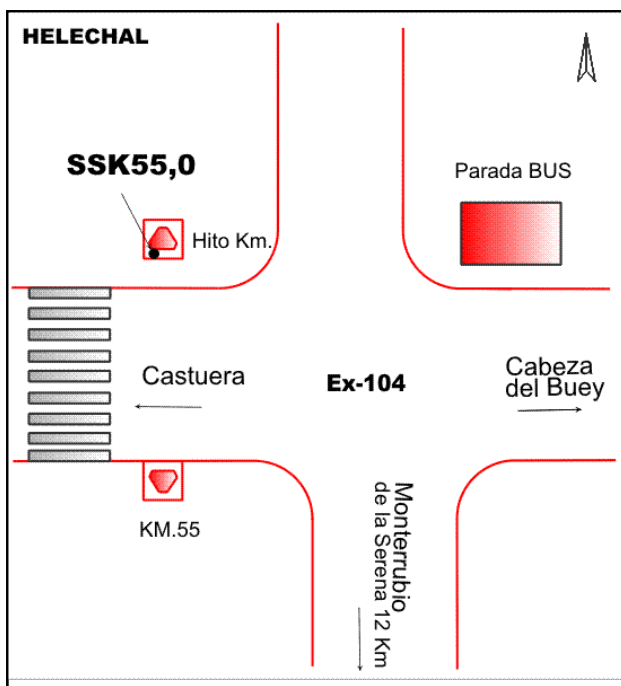 HELECHAL
SSK55,0
Hito Km.
Parada BUS
Castuera
Ex-104
Cabeza
del Buey
KM.55
Monterrubio
de la Serena 12 Km